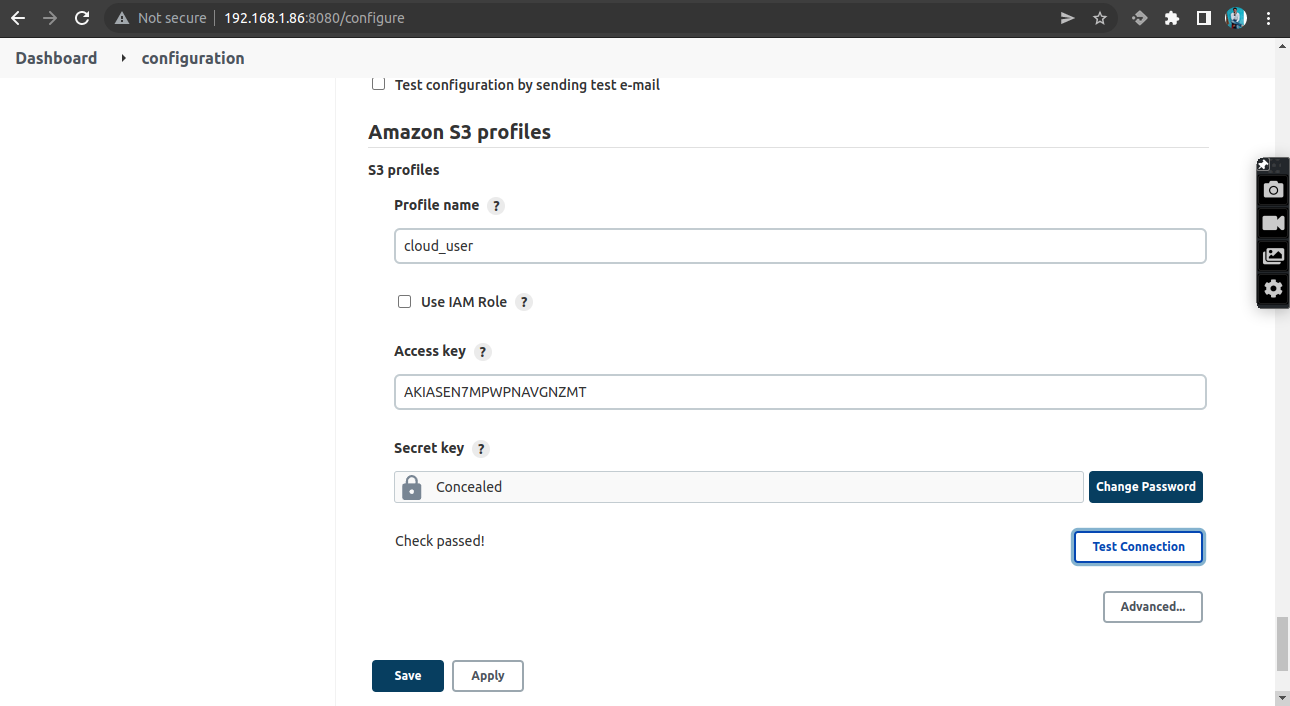 Not secure 192.168.1.86:8080/configure
Dashboard configuration
Test configuration by sending test e-mail
Amazon S3 profiles
S3 profiles
Profile name ?
cloud_user
Use IAM Role ?
Access key ?
AKIASEN7MPWPNAVGNZMT
Secret key ?
Concealed Change Password
Check passed! Test Connection
Advanced...
Save Apply